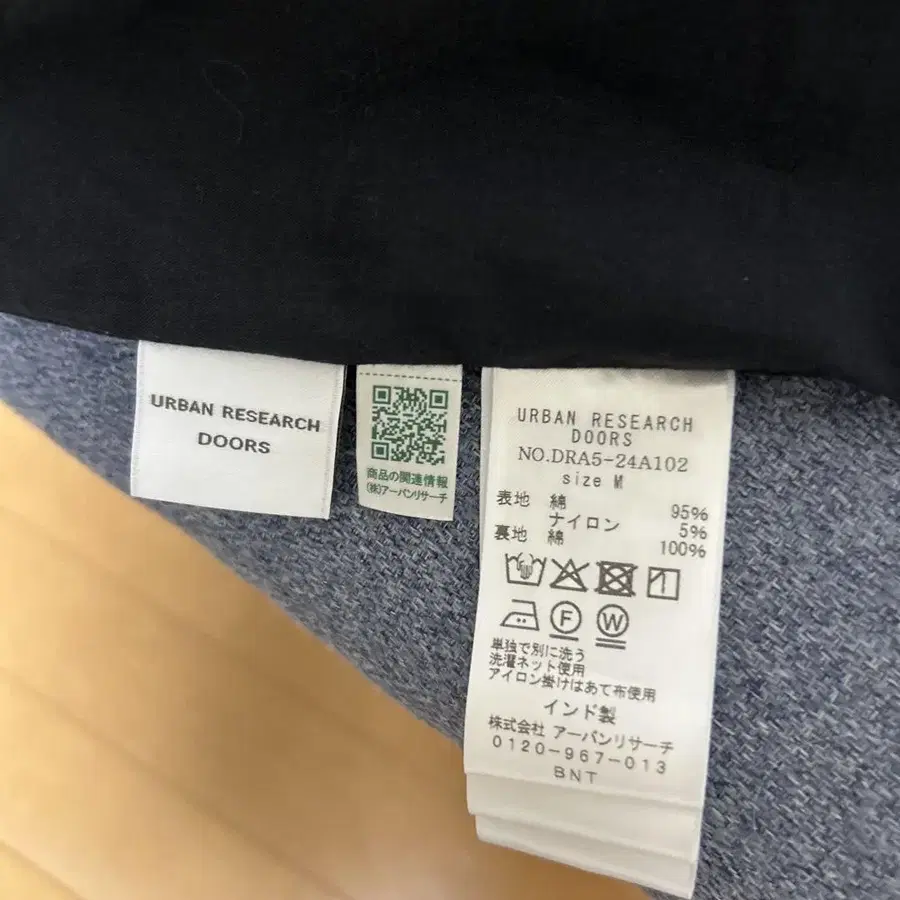 URBAN RESEARCH
DOORS
商品の関連情報
(株)アーバンリサーチ
URBAN RESEARCH
DOORS
NO.DRA5-24A102
size M
表地 綿 95%
ナイロン 5%
裏地 綿 100%
F W
単独で別に洗う
洗濯ネット使用
アイロン掛けはあて布使用
インド製
株式会社 アーバンリサーチ
0120-967-013
BNT